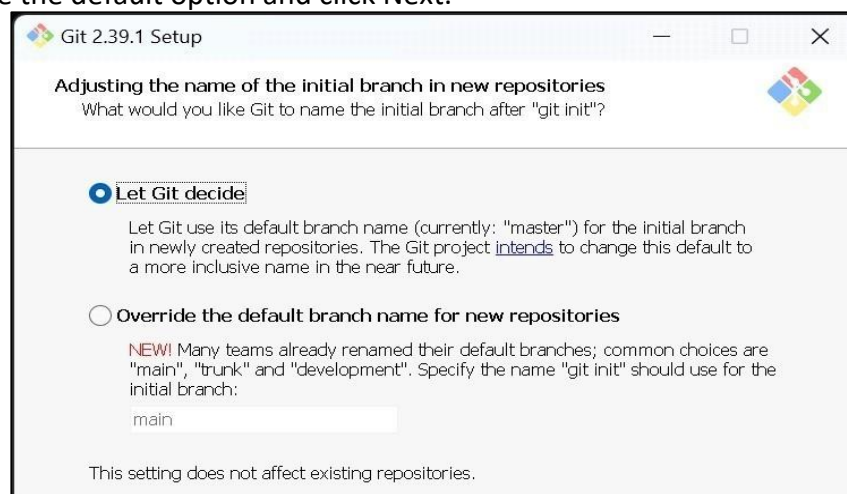 the default option and click Next.
Git 2.39.1 Setup
Adjusting the name of the initial branch in new repositories
What would you like Git to name the initial branch after "git init"?
Let Git decide
Let Git use its default branch name (currently: "master") for the initial branch
in newly created repositories. The Git project intends to change this default to
a more inclusive name in the near future.
Override the default branch name for new repositories
NEW! Many teams already renamed their default branches; common choices are
"main", "trunk" and "development". Specify the name "git init" should use for the
initial branch:
main
This setting does not affect existing repositories.